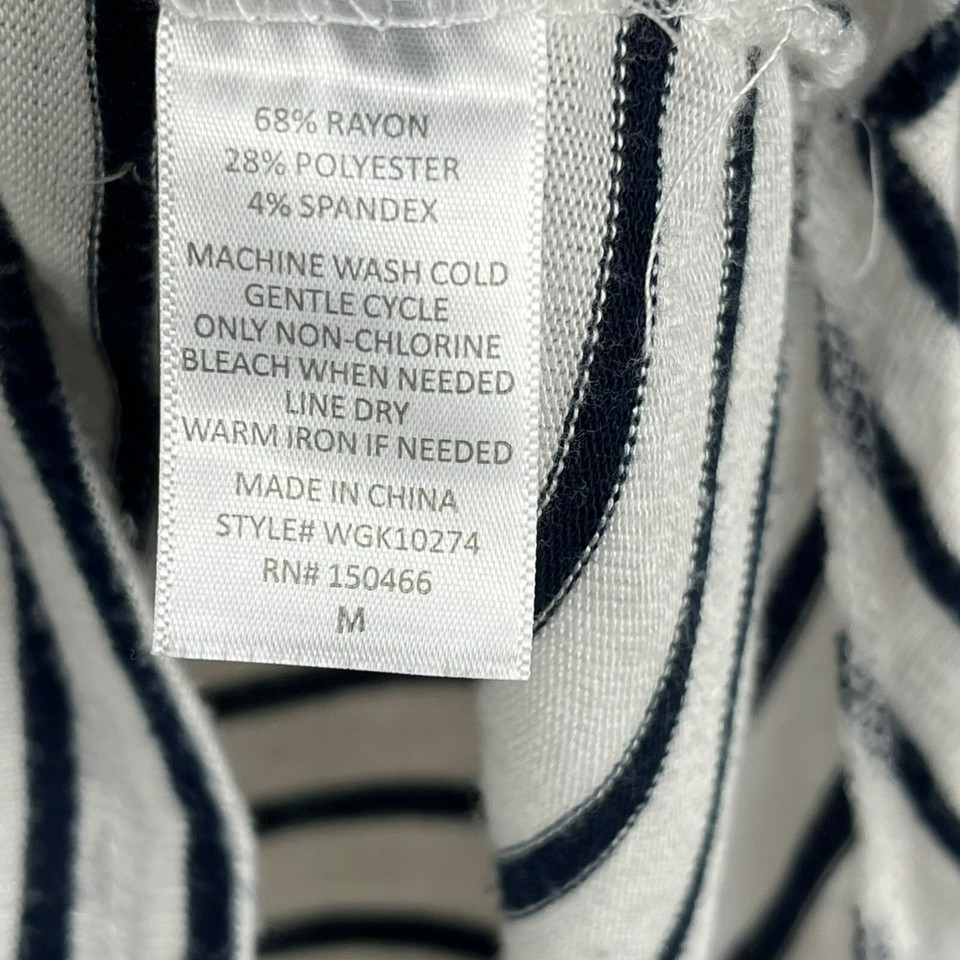 68% RAYON
28% POLYESTER
4% SPANDEX
MACHINE WASH COLD
GENTLE CYCLE
ONLY NON-CHLORINE
BLEACH WHEN NEEDED
LINE DRY
WARM IRON IF NEEDED
MADE IN CHINA
STYLE# WGK10274
RN# 150466
M